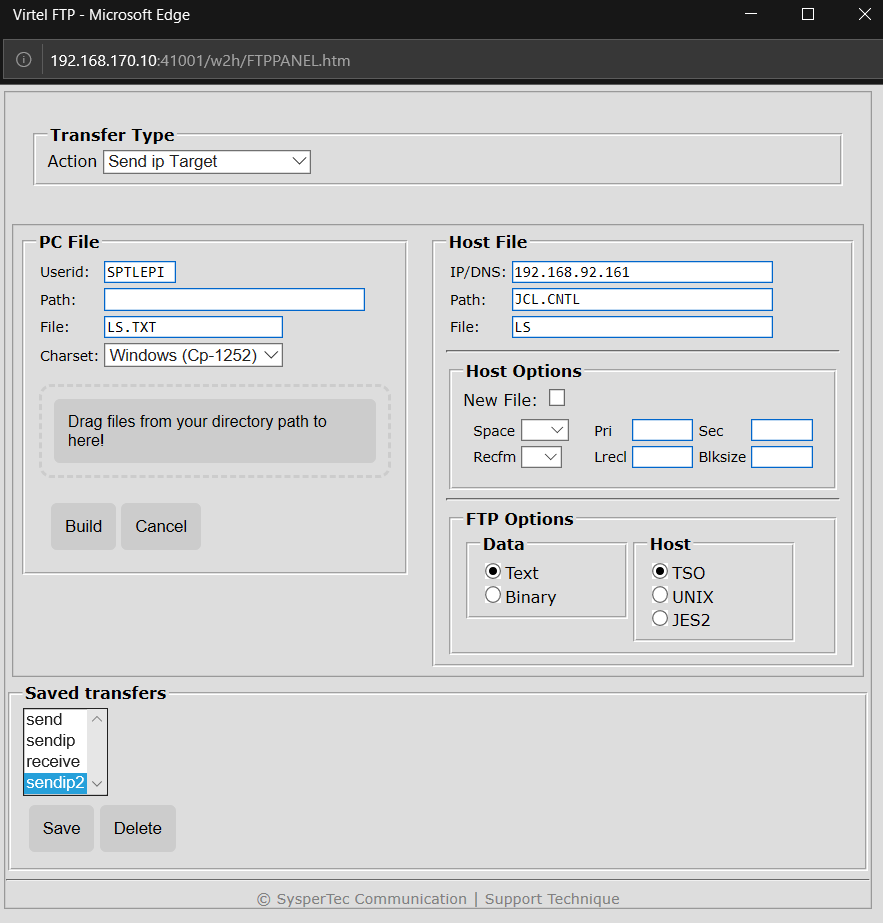 Virtel FTP - Microsoft Edge
192.168.170.10:41001/w2h/FTPPANEL.htm
Transfer Type
Action Send ip Target
PC File
Userid: SPTLEPI
Path:
File: LS.TXT
Charset: Windows (Cp-1252)
Drag files from your directory path to
here!
Build Cancel
Host File
IP/DNS: 192.168.92.161
Path: JCL.CNTL
File: LS
Host Options
New File:
Space Pri Sec
Recfm Lrecl Blksize
FTP Options
Data
Text
Binary
Host
TSO
UNIX
JES2
Saved transfers
send
sendip
receive
sendip2
Save Delete
© SysperTec Communication | Support Technique